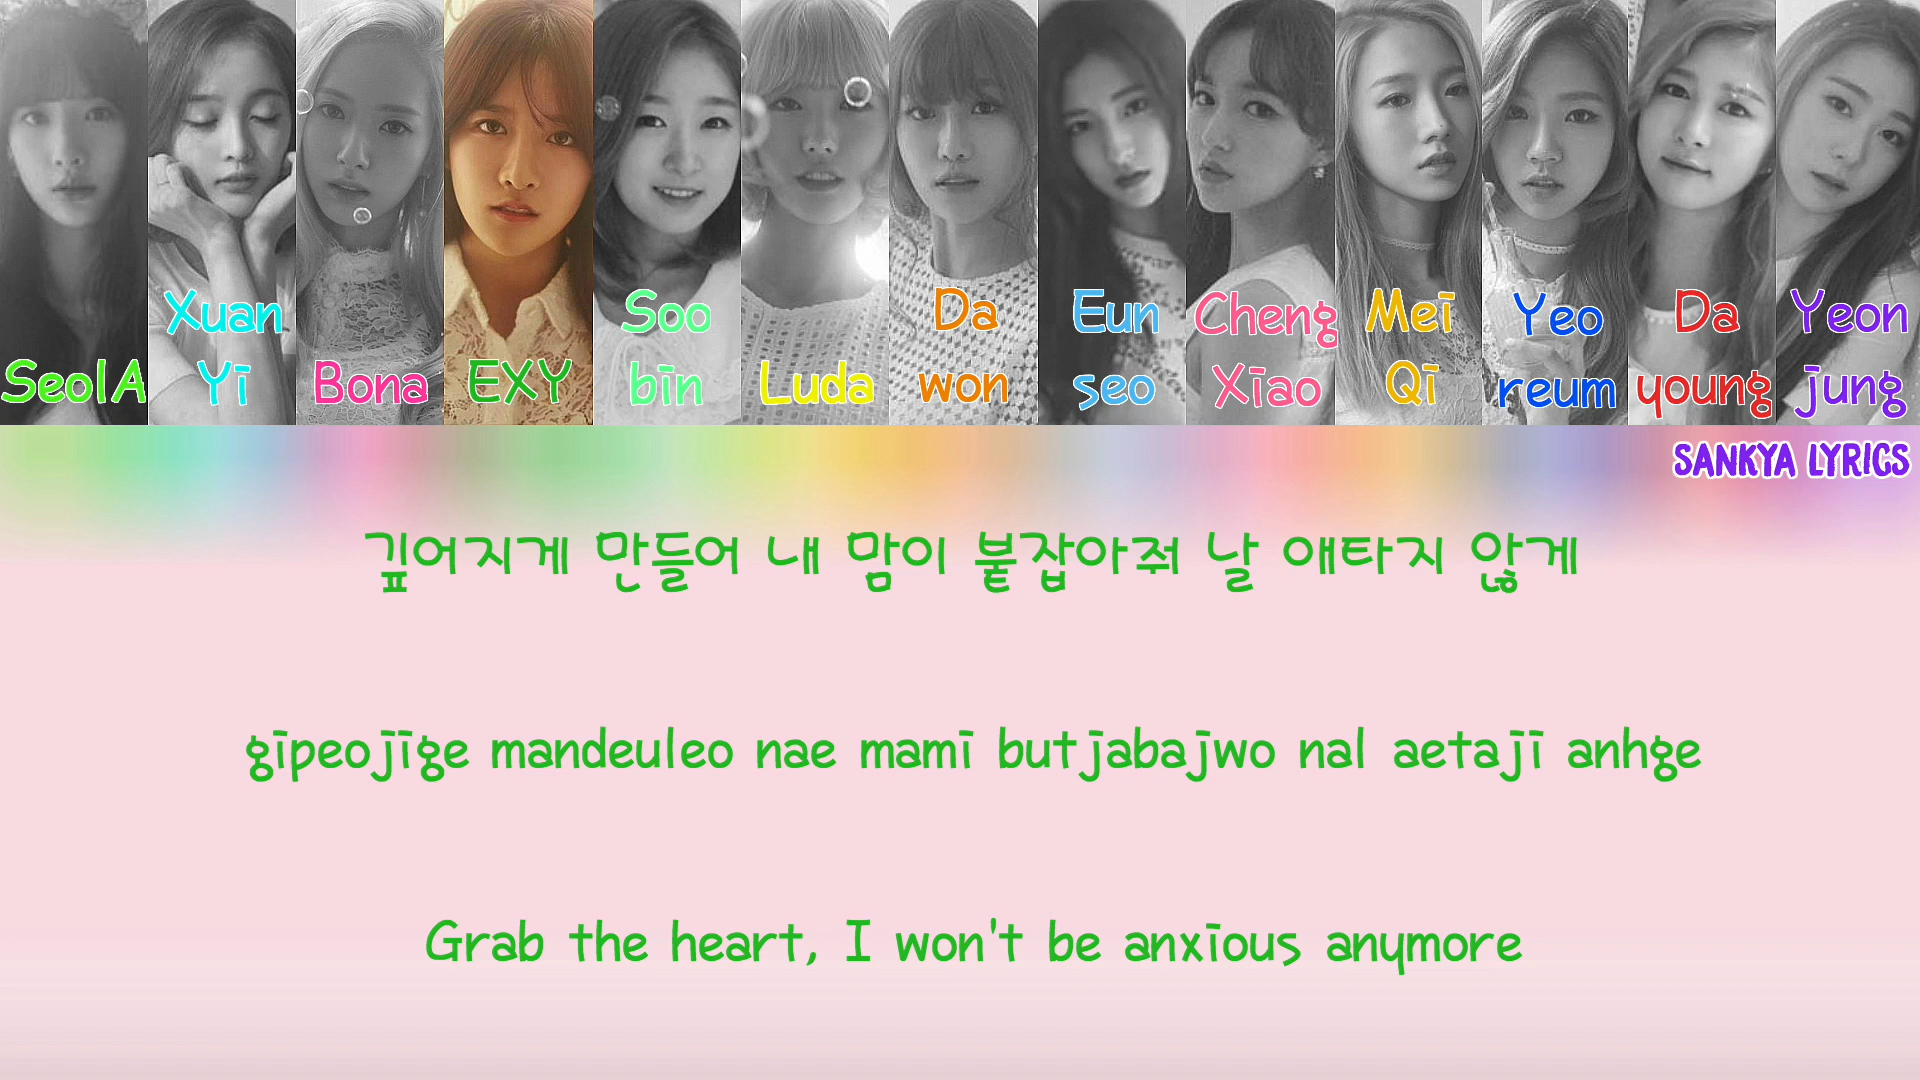 SeolA
Xuan
Yi
Bona
EXY
Soo
bin
Luda
Da
won
Eun
seo
Cheng
Xiao
Mei
Qi
Yeo
reum
Da
young
Yeon
jung
SANKYA LYRICS
깊어지게 만들어 내 맘이 붙잡아줘 날 애타지 않게
gipeojige mandeuleo nae mami butjabajwo nal aetaji anhge
Grab the heart, I won't be anxious anymore